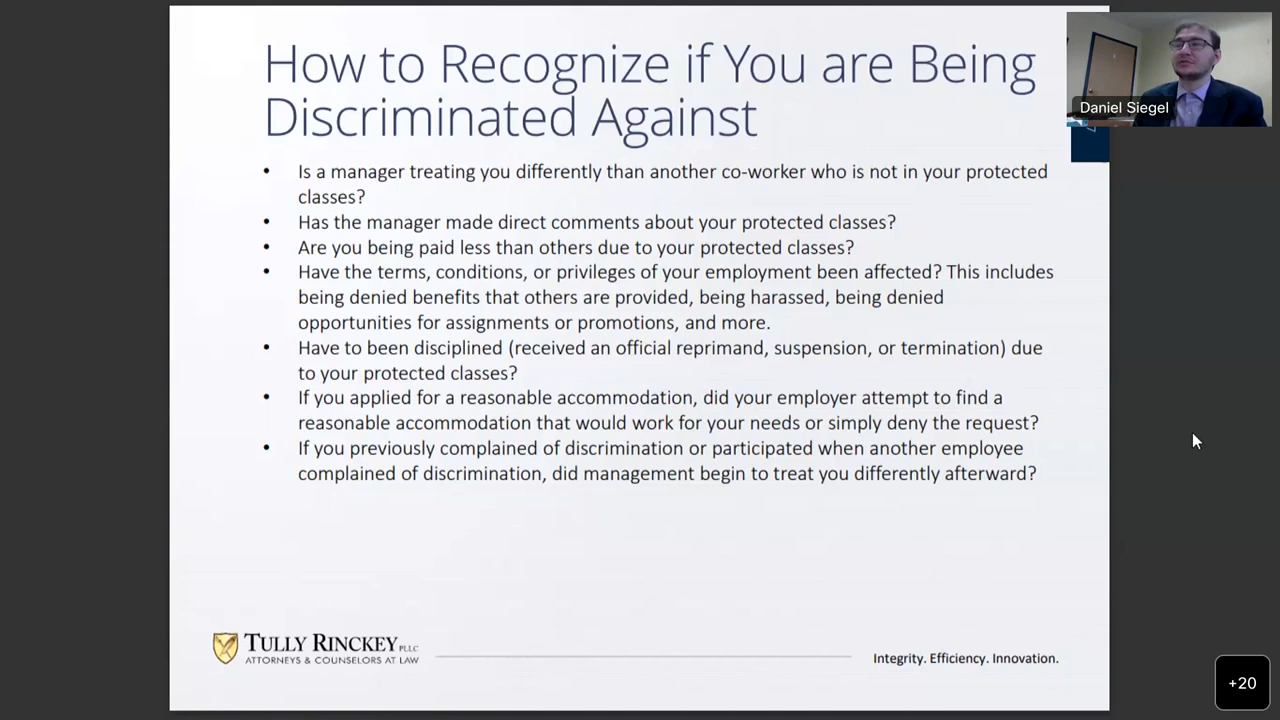 How to Recognize if You are Being
Discriminated Against
Daniel Siegel
• Is a manager treating you differently than another co-worker who is not in your protected
classes?
• Has the manager made direct comments about your protected classes?
• Are you being paid less than others due to your protected classes?
• Have the terms, conditions, or privileges of your employment been affected? This includes
being denied benefits that others are provided, being harassed, being denied
opportunities for assignments or promotions, and more.
• Have to been disciplined (received an official reprimand, suspension, or termination) due
to your protected classes?
• If you applied for a reasonable accommodation, did your employer attempt to find a
reasonable accommodation that would work for your needs or simply deny the request?
• If you previously complained of discrimination or participated when another employee
complained of discrimination, did management begin to treat you differently afterward?
TULLY RINCKEY PLLC
ATTORNEYS & COUNSELORS AT LAW
Integrity. Efficiency. Innovation.
+20